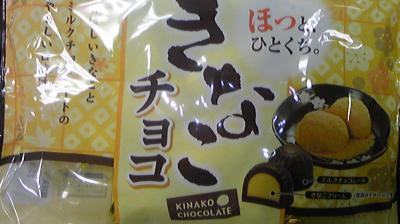 おいしいきなこと
ミルクチョコレートの
やさしい
きなこ
チョコ
KINAKO
CHOCOLATE
ほっと、
ひとくち。
ミルクチョコレート
きなこクリーム